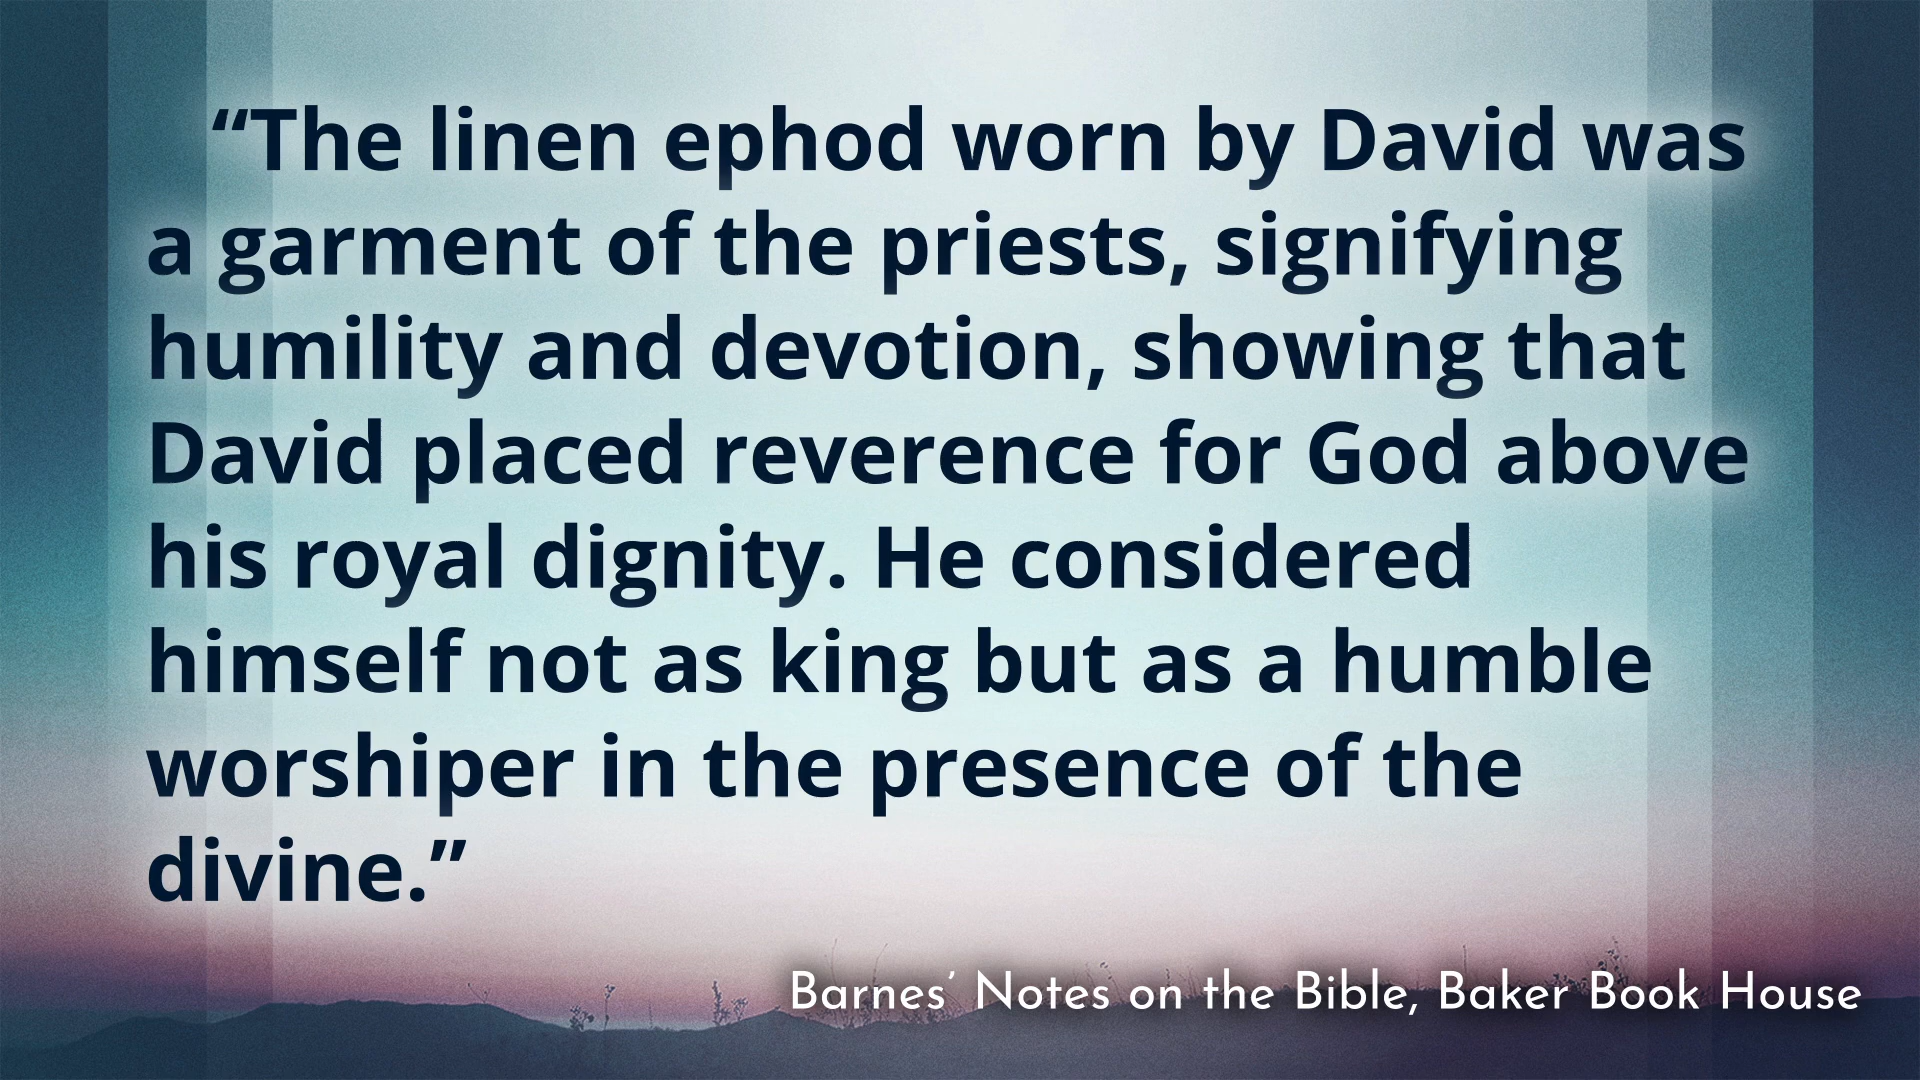 “The linen ephod worn by David was
a garment of the priests, signifying
humility and devotion, showing that
David placed reverence for God above
his royal dignity. He considered
himself not as king but as a humble
worshiper in the presence of the
divine.”
Barnes’ Notes on the Bible, Baker Book House